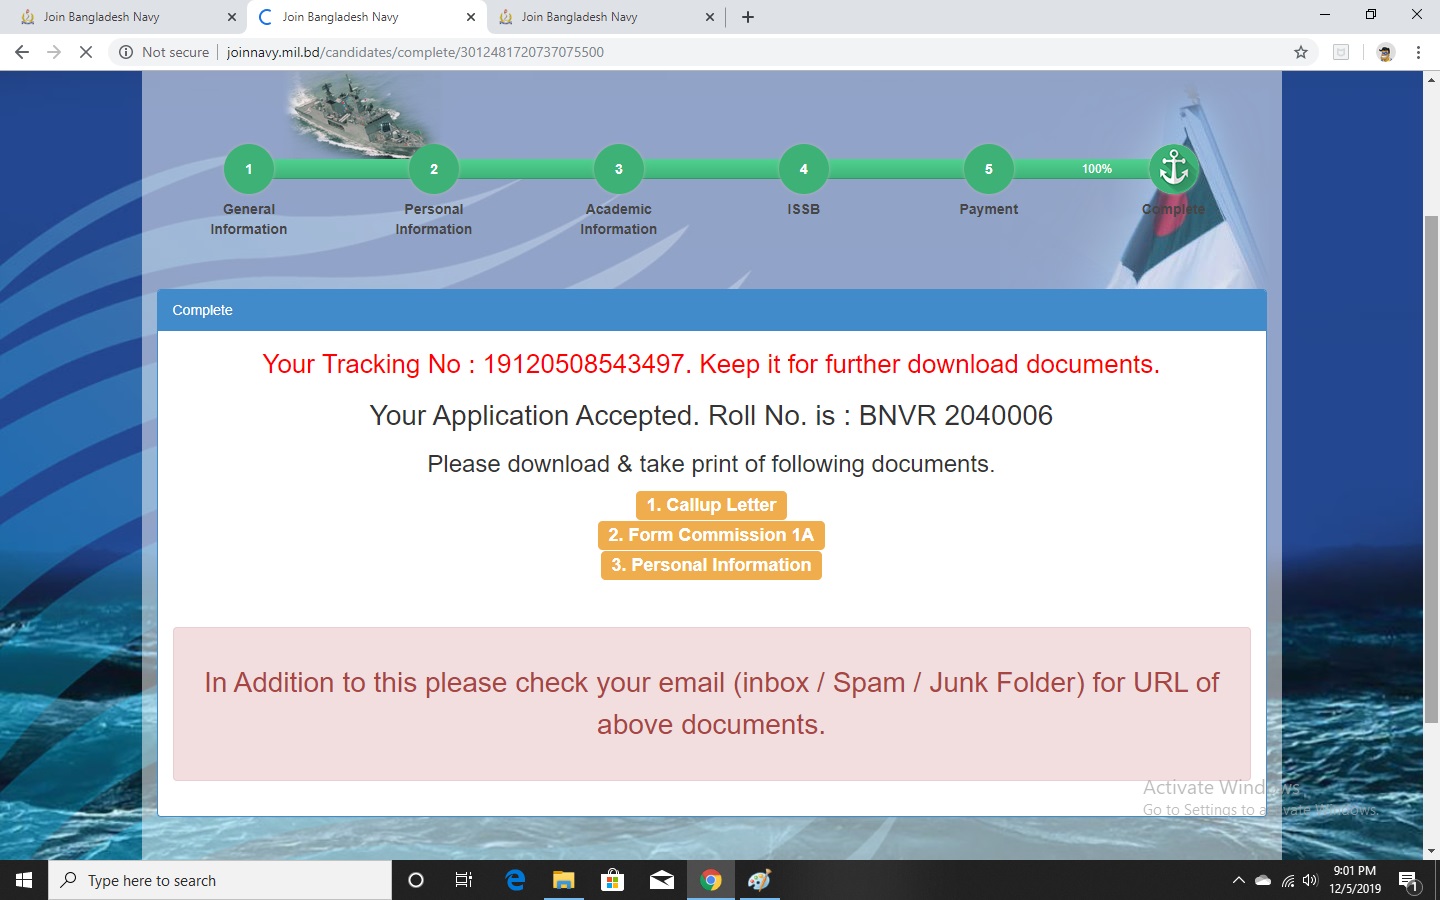 Join Bangladesh Navy
Join Bangladesh Navy
Join Bangladesh Navy
Not secure
joinnavy.mil.bd/candidates/complete/3012481720737075500
1
2
3
4
5
100%
General
Information
Personal
Information
Academic
Information
ISSB
Payment
Complete
Complete
Your Tracking No : 19120508543497. Keep it for further download documents.
Your Application Accepted. Roll No. is : BNVR 2040006
Please download & take print of following documents.
1. Callup Letter
2. Form Commission 1A
3. Personal Information
In Addition to this please check your email (inbox / Spam / Junk Folder) for URL of
above documents.
Activate Windows
Go to Settings to activate Windows.
Type here to search
9:01 PM
12/5/2019
1